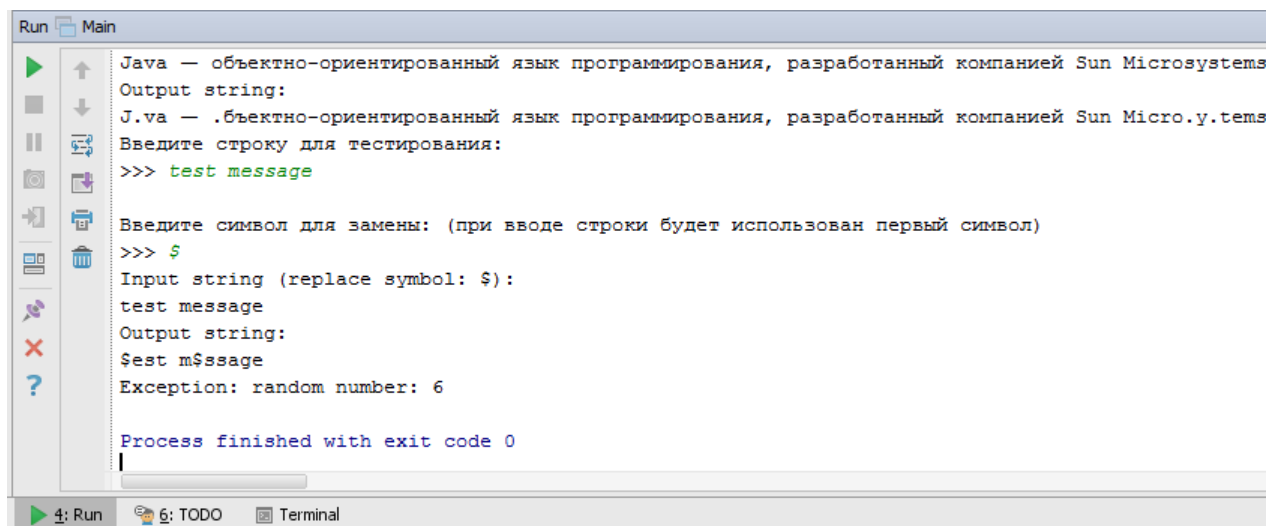 Run Main
Java — объектно-ориентированный язык программирования, разработанный компанией Sun Microsystems
Output string:
J.va — .бъектно-ориентированный язык программирования, разработанный компанией Sun Micro.y.tems
Введите строку для тестирования:
>>> test message
Введите символ для замены: (при вводе строки будет использован первый символ)
>>> $
Input string (replace symbol: $):
test message
Output string:
$est m$ssage
Exception: random number: 6
Process finished with exit code 0
4: Run 6: TODO Terminal